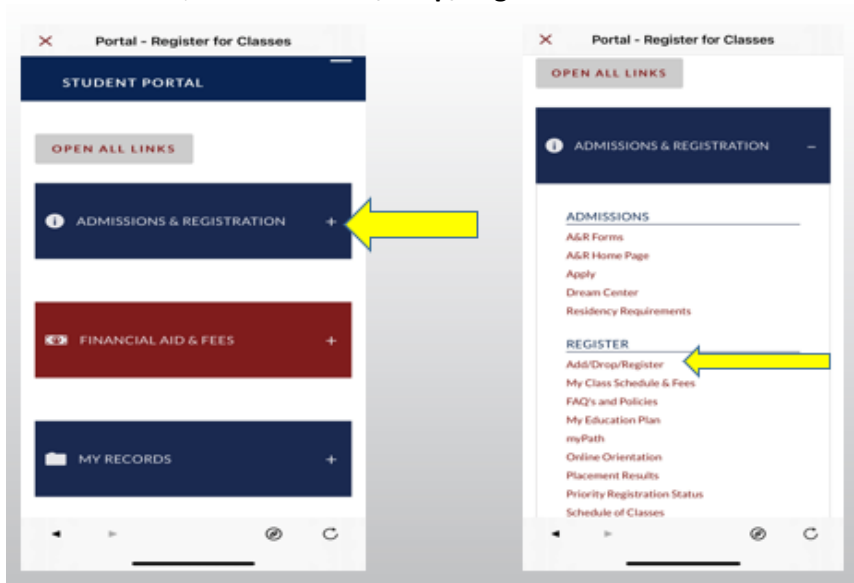 Portal - Register for Classes
STUDENT PORTAL
OPEN ALL LINKS
ADMISSIONS & REGISTRATION
FINANCIAL AID & FEES
MY RECORDS
Portal - Register for Classes
OPEN ALL LINKS
ADMISSIONS & REGISTRATION
ADMISSIONS
A&R Forms
A&R Home Page
Apply
Dream Center
Residency Requirements
REGISTER
Add/Drop/Register
My Class Schedule & Fees
FAQ's and Policies
My Education Plan
myPath
Online Orientation
Placement Results
Priority Registration Status
Schedule of Classes